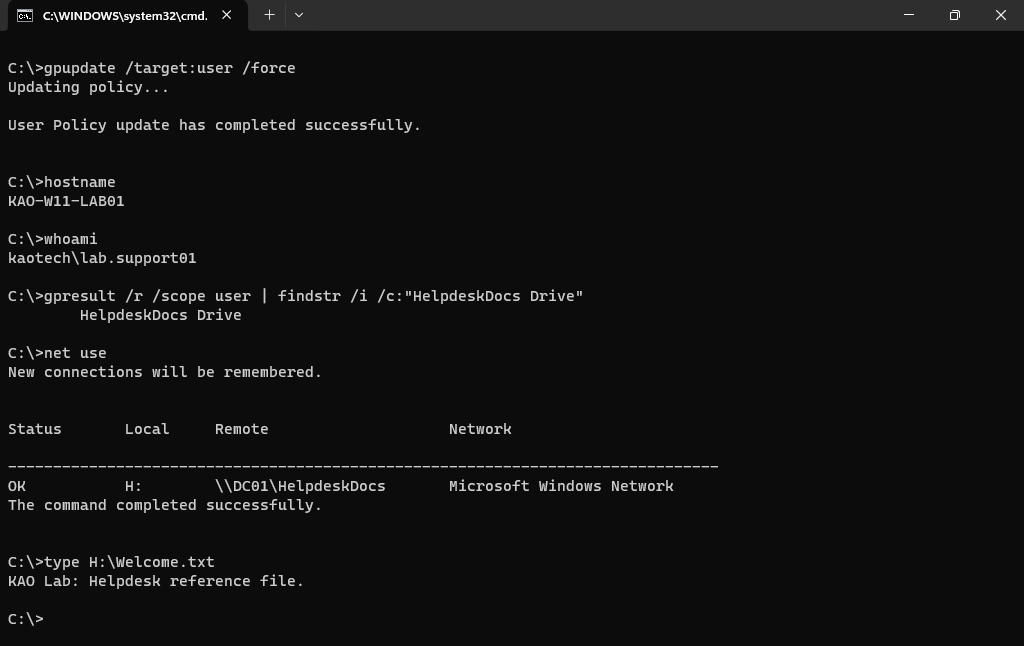 C:\WINDOWS\system32\cmd.
C:\>gpupdate /target:user /force
Updating policy...
User Policy update has completed successfully.
C:\>hostname
KAO-W11-LAB01
C:\>whoami
kaotech\lab.support01
C:\>gpresult /r /scope user | findstr /i /c:"HelpdeskDocs Drive"
        HelpdeskDocs Drive
C:\>net use
New connections will be remembered.
Status       Local     Remote                    Network
-------------------------------------------------------------------------------
OK           H:        \\DC01\HelpdeskDocs       Microsoft Windows Network
The command completed successfully.
C:\>type H:\Welcome.txt
KAO Lab: Helpdesk reference file.
C:\>